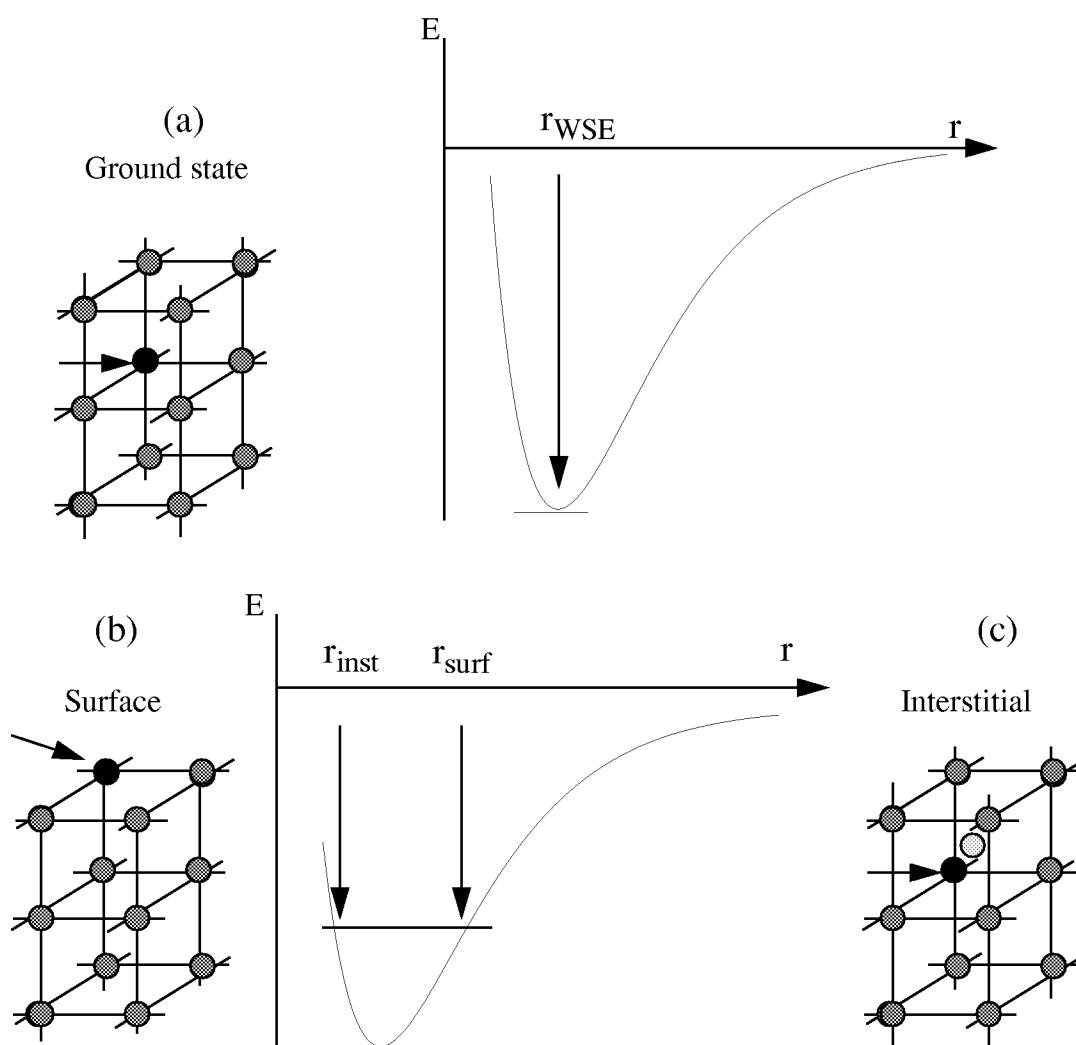 E
(a)
r_WSE
r
Ground state
E
(b)
(c)
r_inst
r_surf
r
Surface
Interstitial